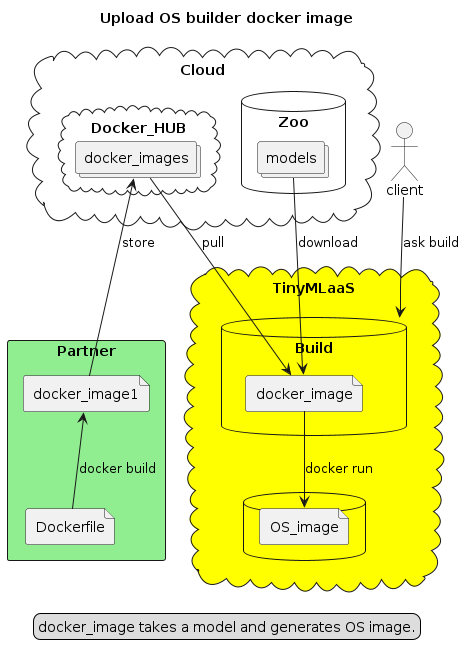 Upload OS builder docker image
Cloud
Docker_HUB
docker_images
Zoo
models
client
store
pull
download
ask build
TinyMLaaS
Build
docker_image
Partner
docker_image1
docker build
Dockerfile
docker run
OS_image
docker_image takes a model and generates OS image.